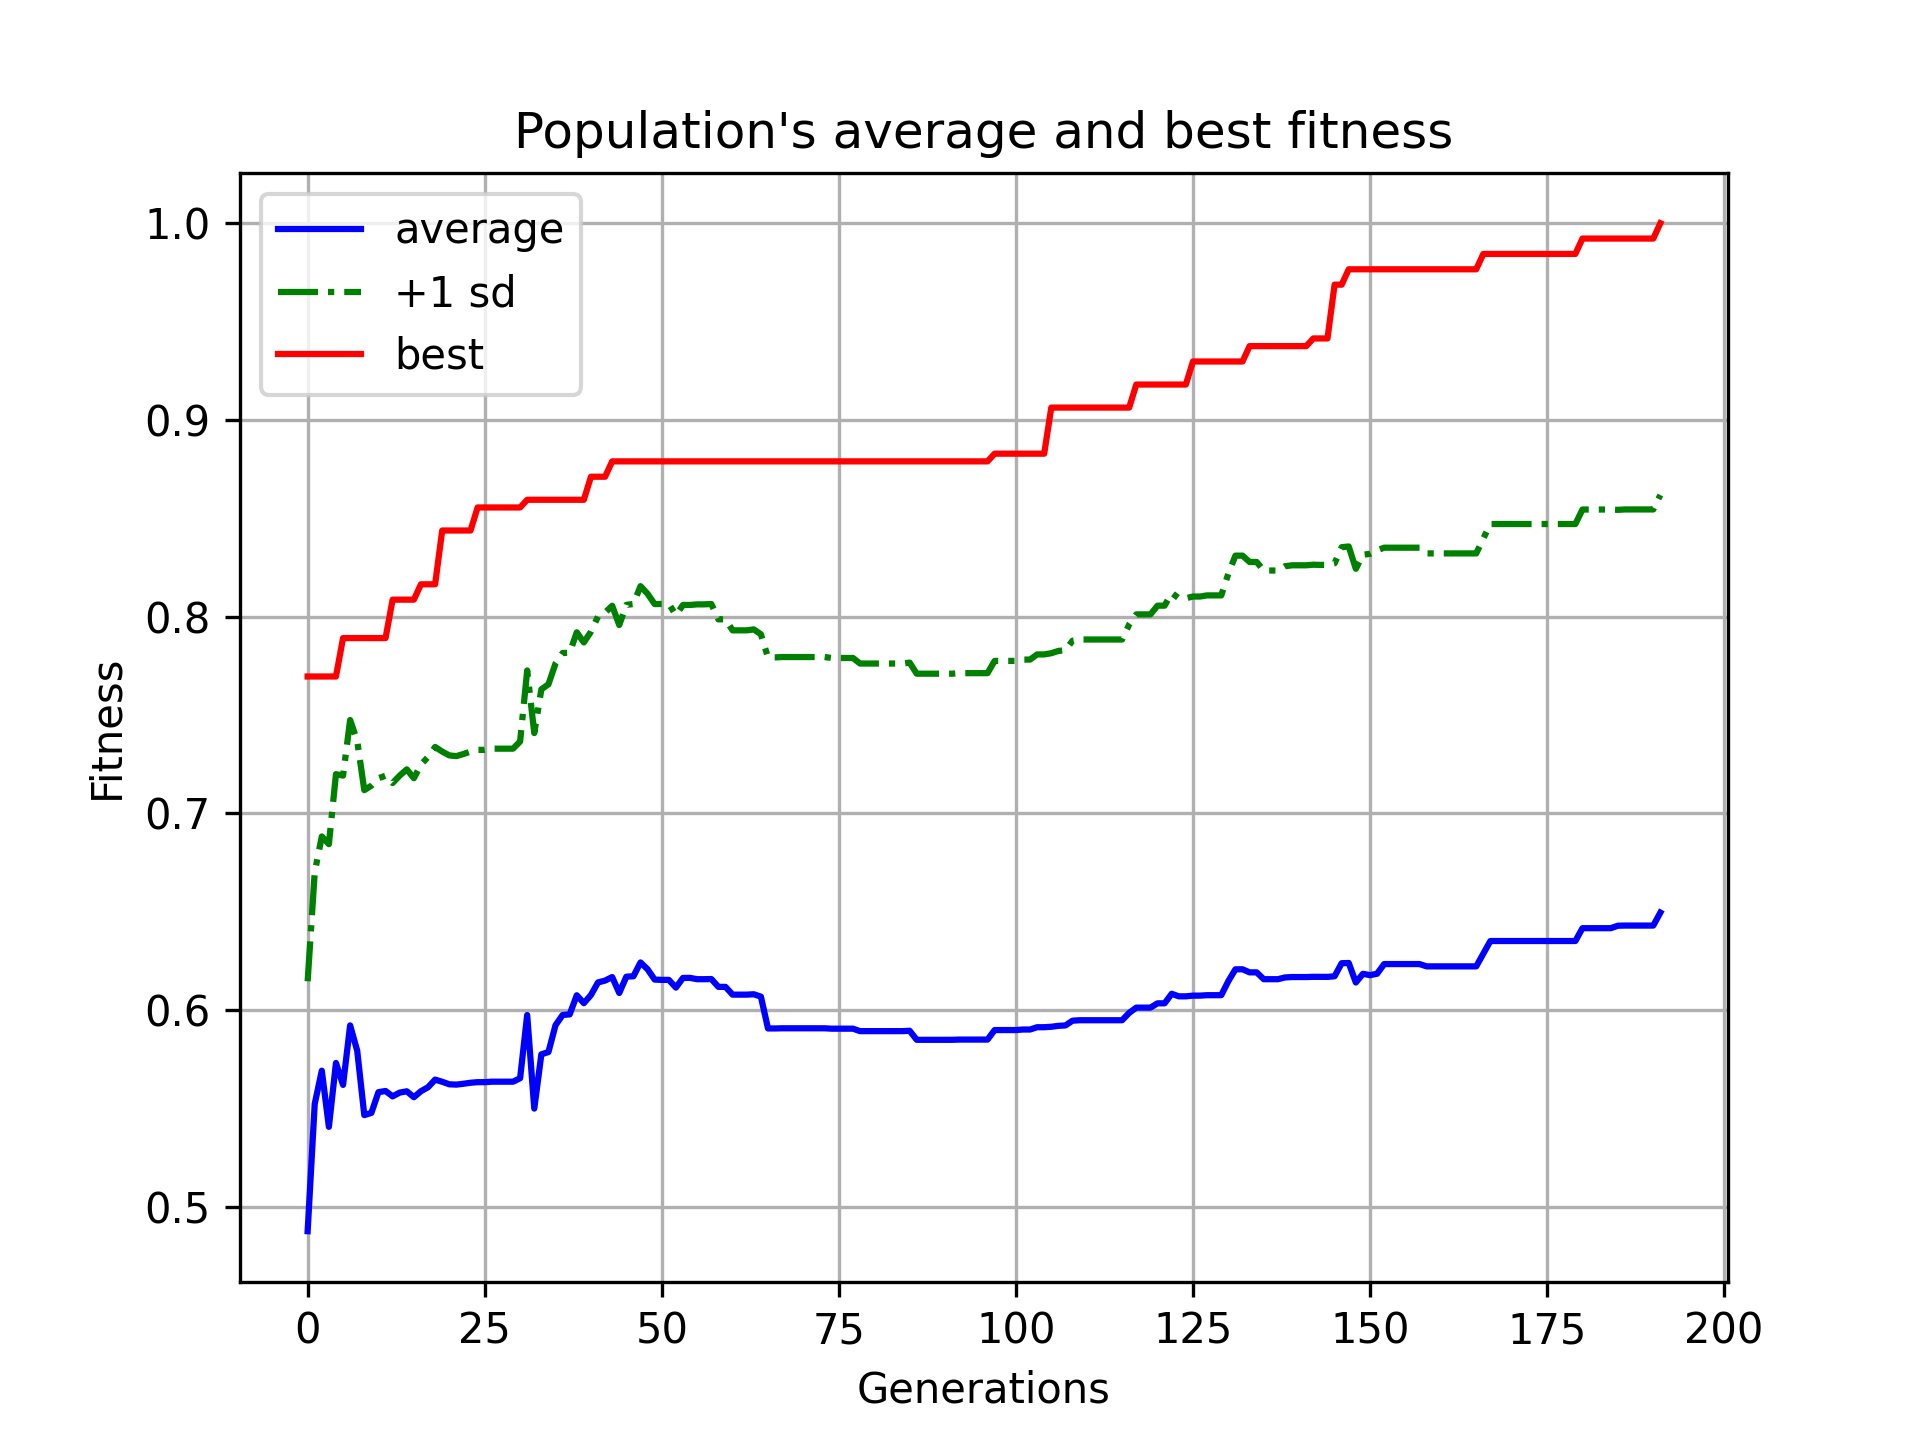 Population's average and best fitness
average
+1 sd
best
1.0
0.9
0.8
0.7
0.6
0.5
Fitness
0 25 50 75 100 125 150 175 200
Generations